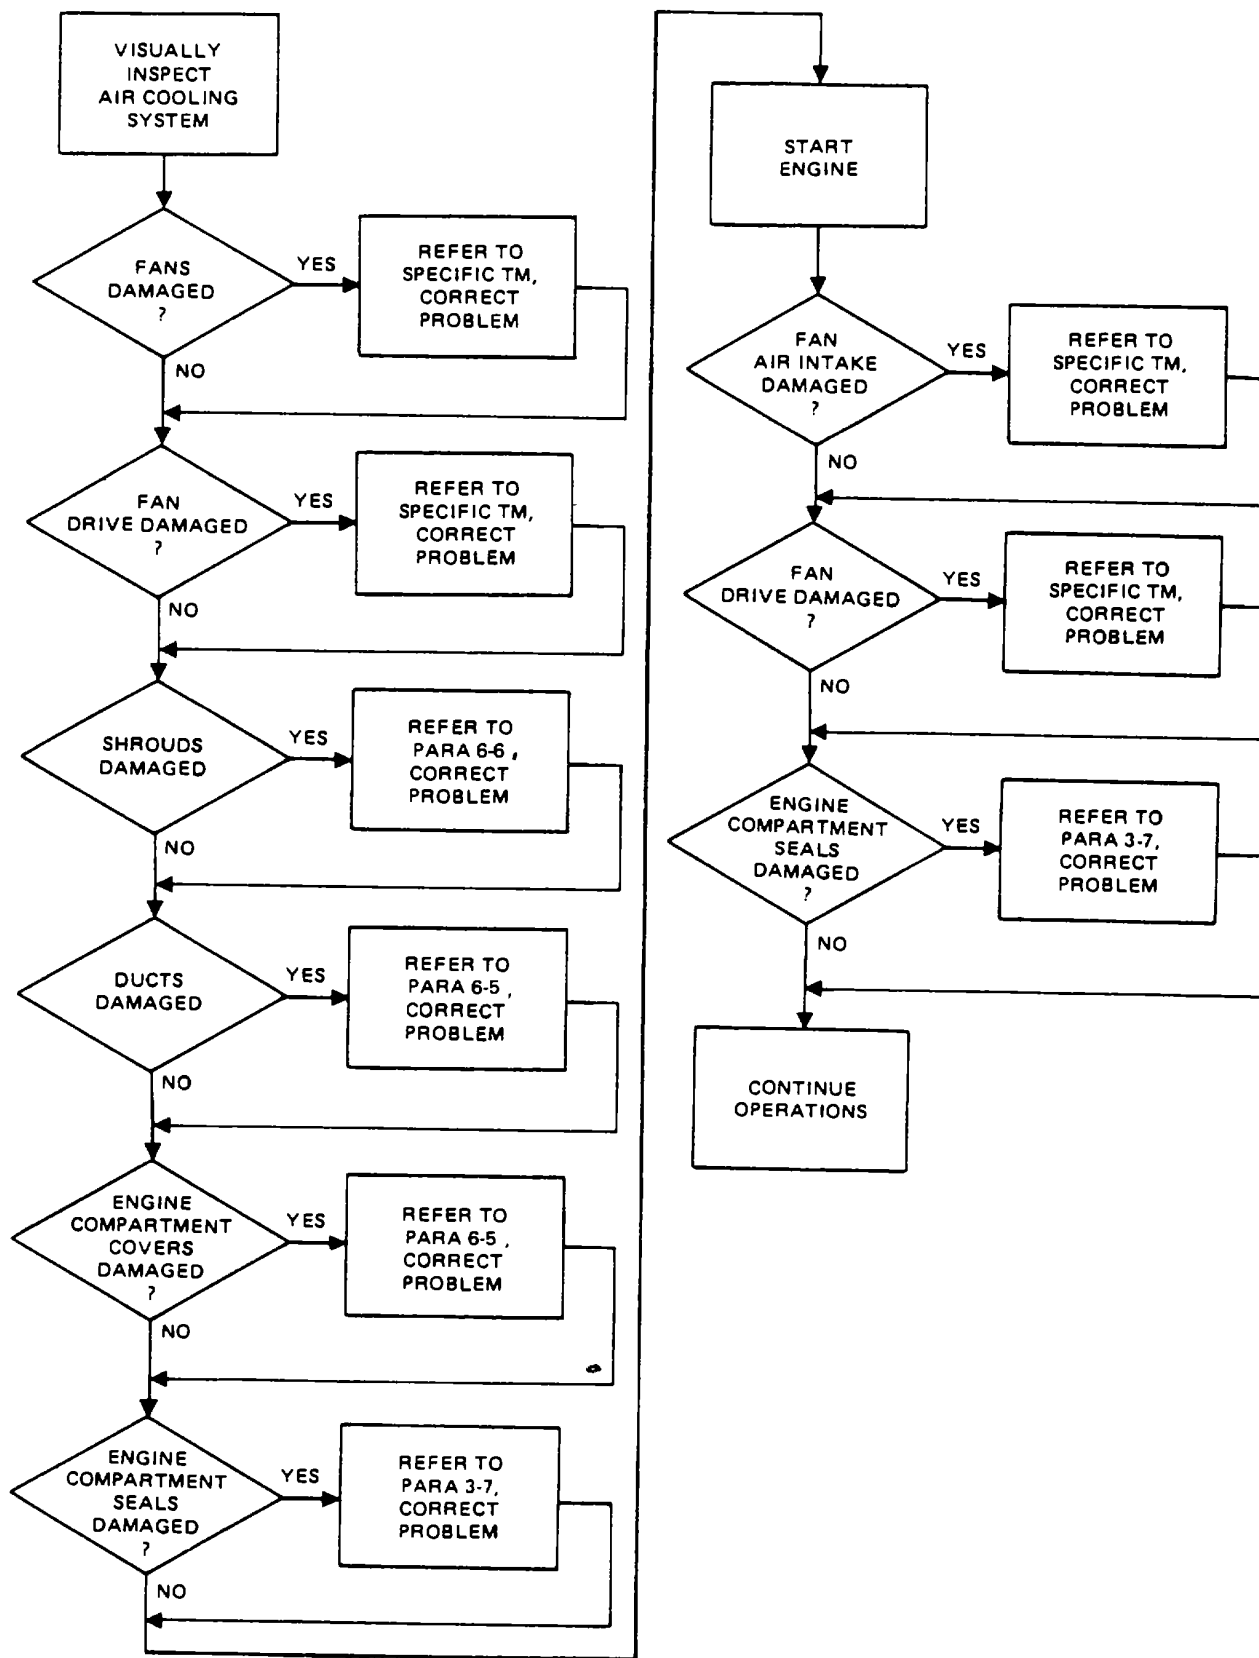 VISUALLY
INSPECT
AIR COOLING
SYSTEM
FANS
DAMAGED
?
YES
REFER TO
SPECIFIC TM,
CORRECT
PROBLEM
NO
FAN
DRIVE DAMAGED
?
YES
REFER TO
SPECIFIC TM,
CORRECT
PROBLEM
NO
SHROUDS
DAMAGED
YES
REFER TO
PARA 6-6,
CORRECT
PROBLEM
NO
DUCTS
DAMAGED
YES
REFER TO
PARA 6-5,
CORRECT
PROBLEM
NO
ENGINE
COMPARTMENT
COVERS
DAMAGED
?
YES
REFER TO
PARA 6-5,
CORRECT
PROBLEM
NO
ENGINE
COMPARTMENT
SEALS
DAMAGED
?
YES
REFER TO
PARA 3-7,
CORRECT
PROBLEM
NO
START
ENGINE
FAN
AIR INTAKE
DAMAGED
?
YES
REFER TO
SPECIFIC TM,
CORRECT
PROBLEM
NO
FAN
DRIVE DAMAGED
?
YES
REFER TO
SPECIFIC TM,
CORRECT
PROBLEM
NO
ENGINE
COMPARTMENT
SEALS
DAMAGED
?
YES
REFER TO
PARA 3-7,
CORRECT
PROBLEM
NO
CONTINUE
OPERATIONS